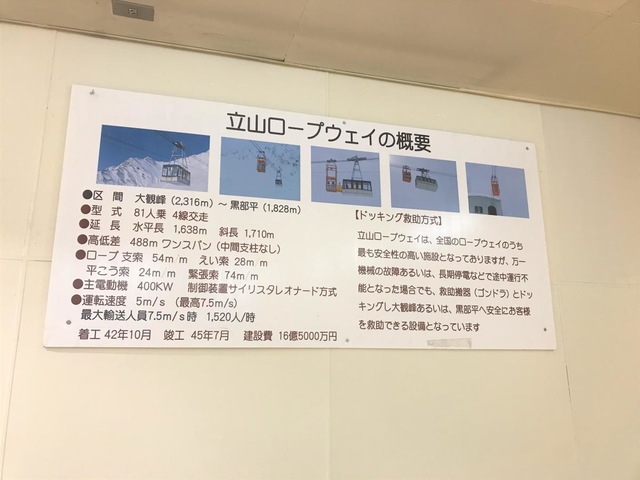 立山ロープウェイの概要
●区　間　大観峰（2,316m）～ 黒部平（1,828m）
●型　式　81人乗　4線交走
●延　長　水平長　1,638m　斜長　1,710m
●高低差　488m ワンスパン（中間支柱なし）
●ロープ 支索　54m m　えい索　28m m
平こう索　24m m　緊張索　74m m
●主電動機　400KW　制御装置サイリスタレオナード方式
●運転速度　5m/s（最高7.5m/s）
最大輸送人員7.5m/s時　1,520人/時
着工 42年10月　竣工　45年7月　建設費　16億5000万円
【ドッキング救助方式】
立山ロープウェイは、全国のロープウェイのうち
最も安全性の高い施設となっておりますが、万一
機械の故障あるいは、長期停電などで途中運行不
能となった場合でも、救助搬器（ゴンドラ）とドッ
キングし大観峰あるいは、黒部平へ安全にお客様
を救助できる設備となっています